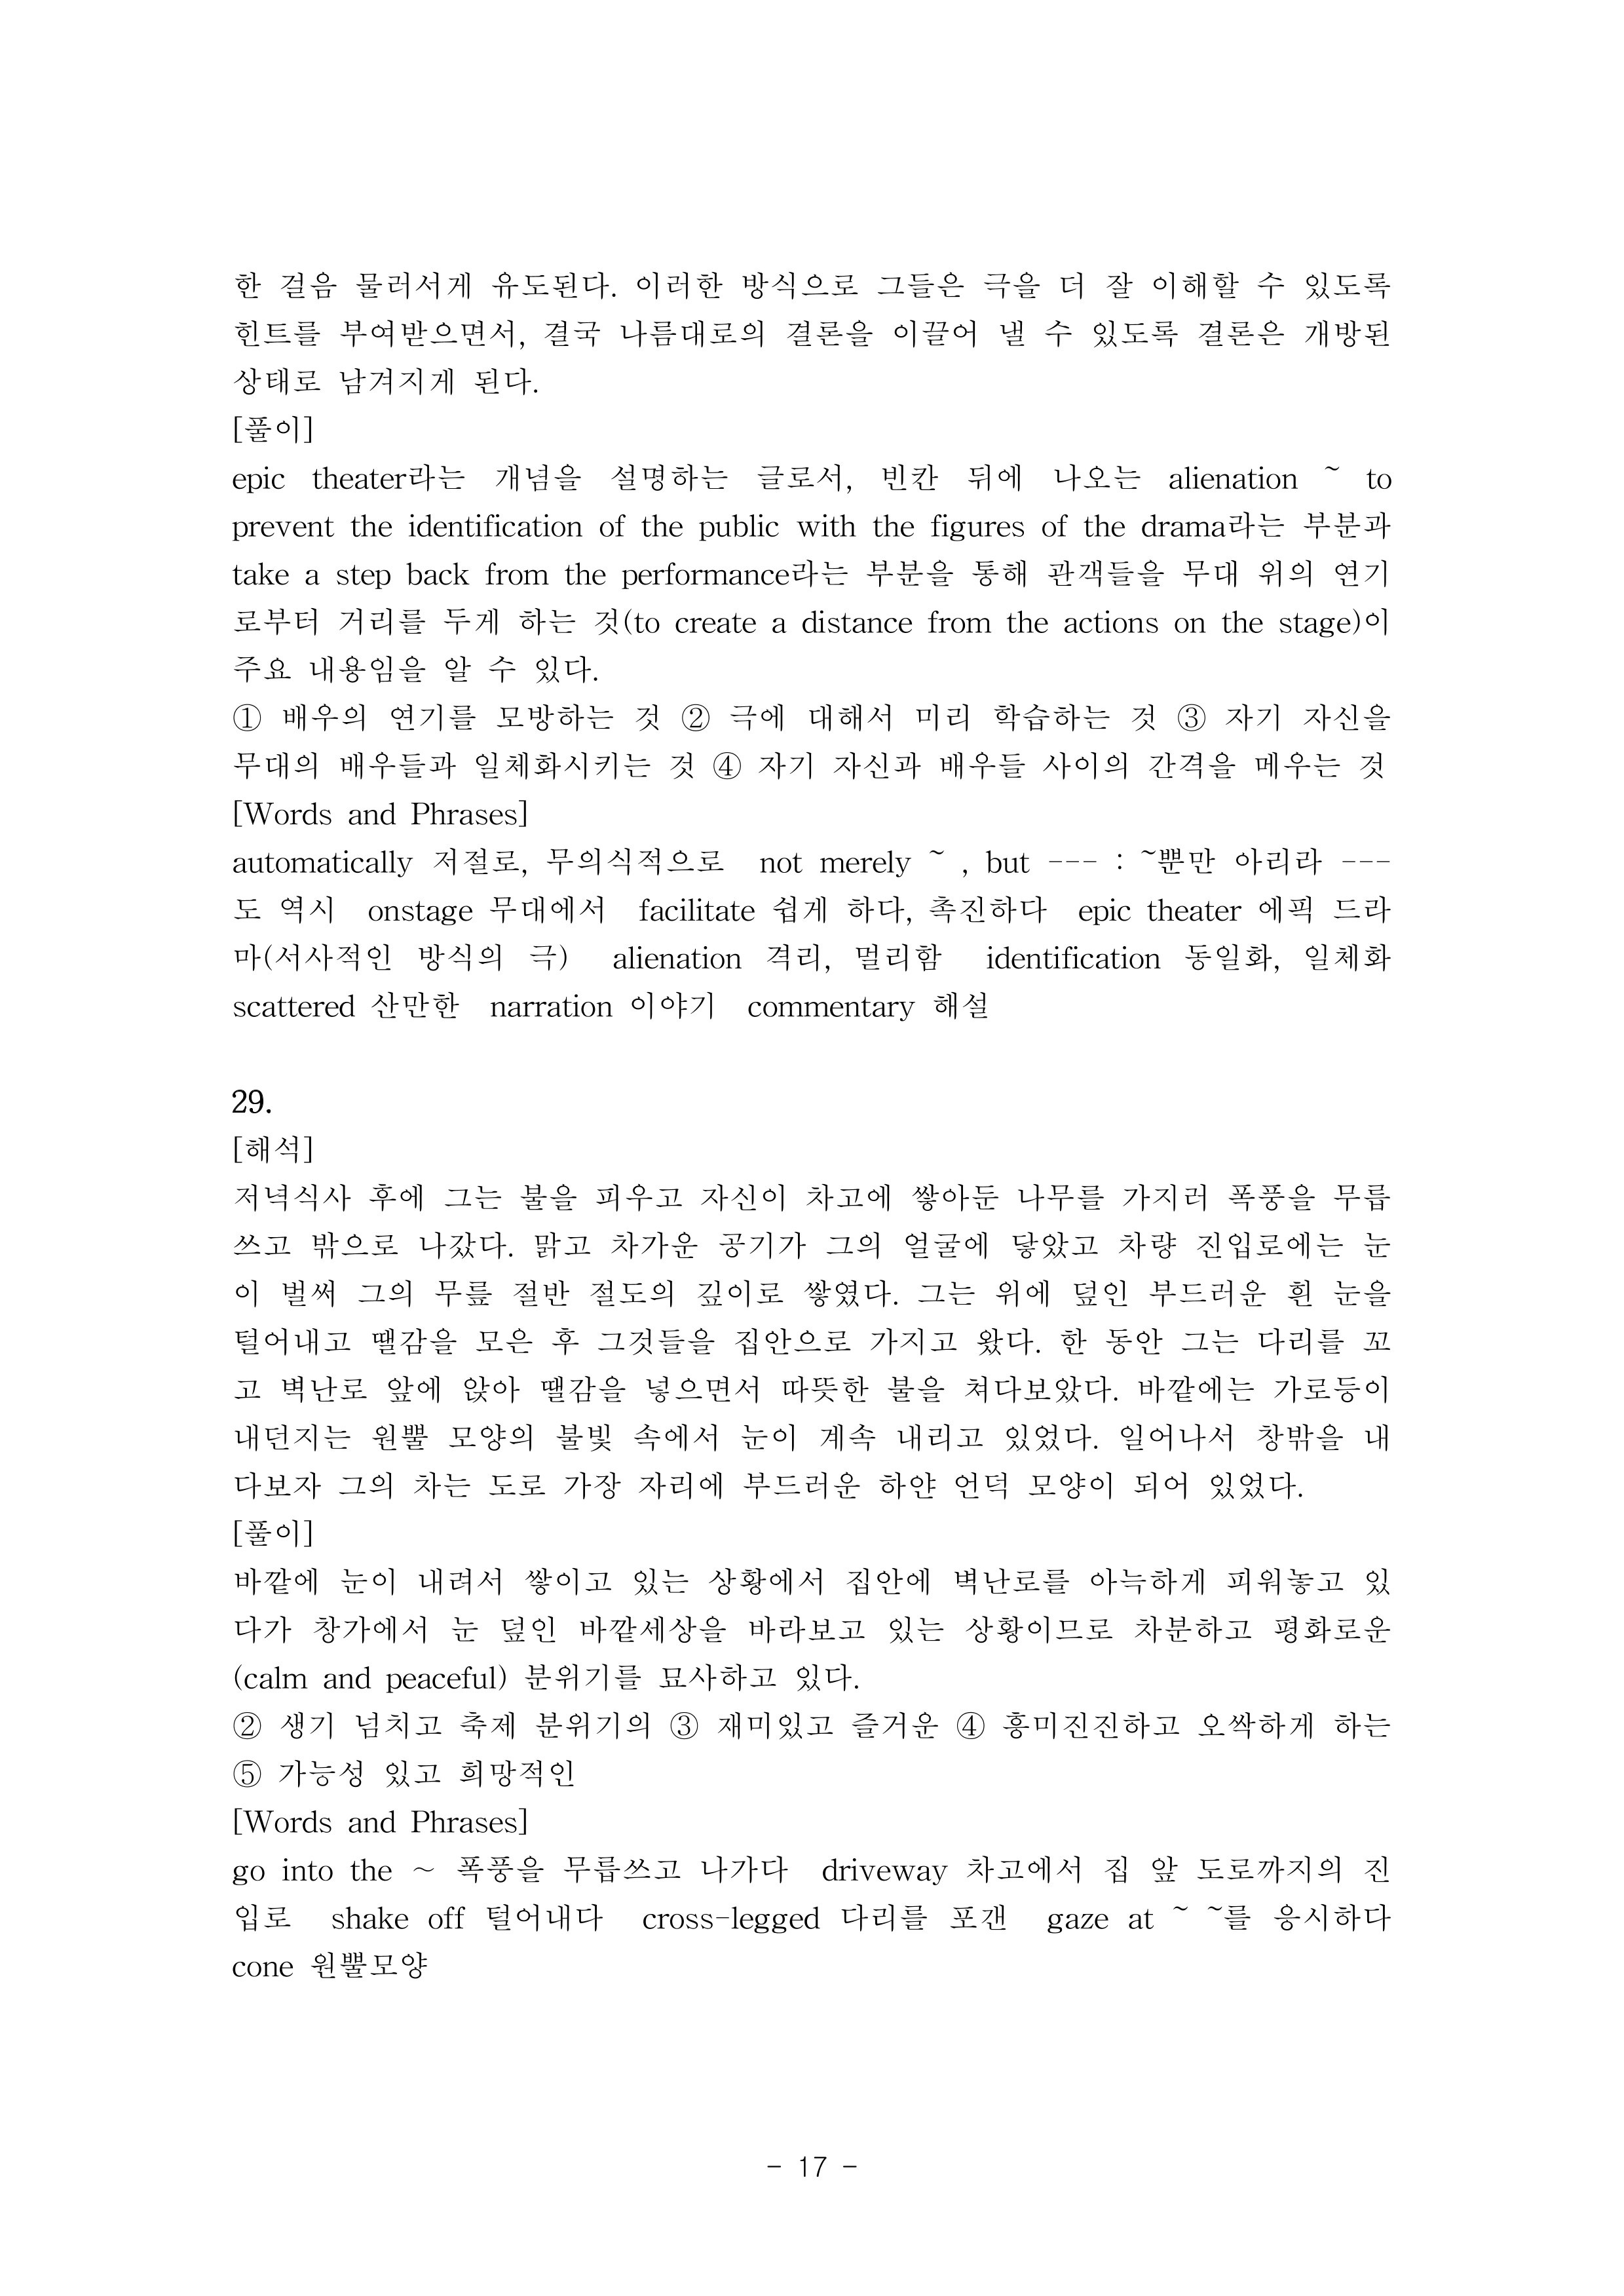 한 걸음 물러서게 유도된다. 이러한 방식으로 그들은 극을 더 잘 이해할 수 있도록
힌트를 부여받으면서, 결국 나름대로의 결론을 이끌어 낼 수 있도록 결론은 개방된
상태로 남겨지게 된다.
[풀이]
epic theater라는 개념을 설명하는 글로서, 빈칸 뒤에 나오는 alienation ~ to
prevent the identification of the public with the figures of the drama라는 부분과
take a step back from the performance라는 부분을 통해 관객들을 무대 위의 연기
로부터 거리를 두게 하는 것(to create a distance from the actions on the stage)이
주요 내용임을 알 수 있다.
① 배우의 연기를 모방하는 것 ② 극에 대해서 미리 학습하는 것 ③ 자기 자신을
무대의 배우들과 일체화시키는 것 ④ 자기 자신과 배우들 사이의 간격을 메우는 것
[Words and Phrases]
automatically 저절로, 무의식적으로 not merely ~ , but --- : ~뿐만 아리라 ---
도 역시 onstage 무대에서 facilitate 쉽게 하다, 촉진하다 epic theater 에픽 드라
마(서사적인 방식의 극) alienation 격리, 멀리함 identification 동일화, 일체화
scattered 산만한 narration 이야기 commentary 해설
29.
[해석]
저녁식사 후에 그는 불을 피우고 자신이 차고에 쌓아둔 나무를 가지러 폭풍을 무릅
쓰고 밖으로 나갔다. 맑고 차가운 공기가 그의 얼굴에 닿았고 차량 진입로에는 눈
이 벌써 그의 무릎 절반 절도의 깊이로 쌓였다. 그는 위에 덮인 부드러운 흰 눈을
털어내고 땔감을 모은 후 그것들을 집안으로 가지고 왔다. 한 동안 그는 다리를 꼬
고 벽난로 앞에 앉아 땔감을 넣으면서 따뜻한 불을 쳐다보았다. 바깥에는 가로등이
내던지는 원뿔 모양의 불빛 속에서 눈이 계속 내리고 있었다. 일어나서 창밖을 내
다보자 그의 차는 도로 가장 자리에 부드러운 하얀 언덕 모양이 되어 있었다.
[풀이]
바깥에 눈이 내려서 쌓이고 있는 상황에서 집안에 벽난로를 아늑하게 피워놓고 있
다가 창가에서 눈 덮인 바깥세상을 바라보고 있는 상황이므로 차분하고 평화로운
(calm and peaceful) 분위기를 묘사하고 있다.
② 생기 넘치고 축제 분위기의 ③ 재미있고 즐거운 ④ 흥미진진하고 오싹하게 하는
⑤ 가능성 있고 희망적인
[Words and Phrases]
go into the ~ 폭풍을 무릅쓰고 나가다 driveway 차고에서 집 앞 도로까지의 진
입로 shake off 털어내다 cross-legged 다리를 포갠 gaze at ~ ~를 응시하다
cone 원뿔모양
- 17 -